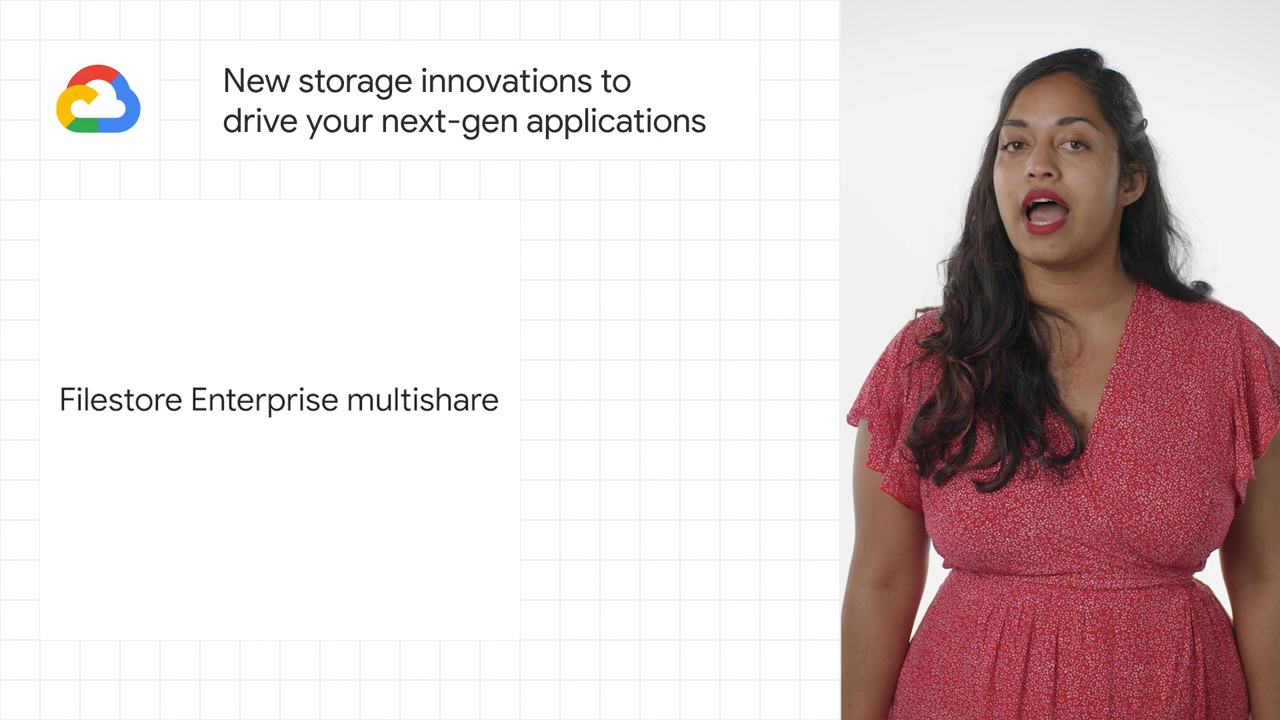 New storage innovations to
drive your next-gen applications
Filestore Enterprise multishare